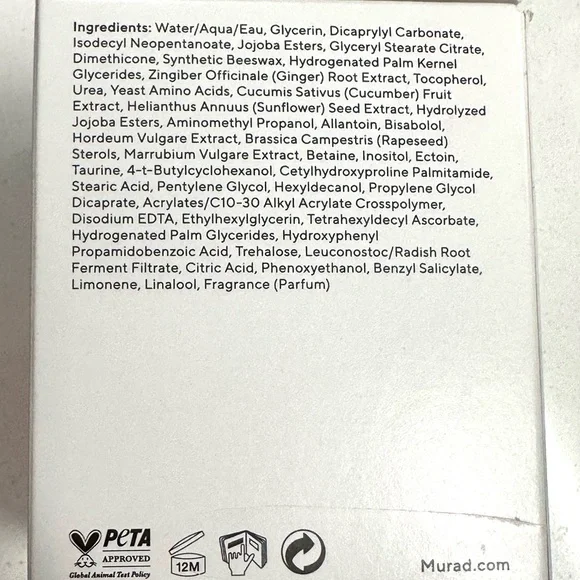 Ingredients: Water/Aqua/Eau, Glycerin, Dicaprylyl Carbonate,
Isodecyl Neopentanoate, Jojoba Esters, Glyceryl Stearate Citrate,
Dimethicone, Synthetic Beeswax, Hydrogenated Palm Kernel
Glycerides, Zingiber Officinale (Ginger) Root Extract, Tocopherol,
Urea, Yeast Amino Acids, Cucumis Sativus (Cucumber) Fruit
Extract, Helianthus Annuus (Sunflower) Seed Extract, Hydrolyzed
Jojoba Esters, Aminomethyl Propanol, Allantoin, Bisabolol,
Hordeum Vulgare Extract, Brassica Campestris (Rapeseed)
Sterols, Marrubium Vulgare Extract, Betaine, Inositol, Ectoin,
Taurine, 4-t-Butylcyclohexanol, Cetylhydroxyproline Palmitamide,
Stearic Acid, Pentylene Glycol, Hexyldecanol, Propylene Glycol
Dicaprate, Acrylates/C10-30 Alkyl Acrylate Crosspolymer,
Disodium EDTA, Ethylhexylglycerin, Tetrahexyldecyl Ascorbate,
Hydrogenated Palm Glycerides, Hydroxyphenyl
Propamidobenzoic Acid, Trehalose, Leuconostoc/Radish Root
Ferment Filtrate, Citric Acid, Phenoxyethanol, Benzyl Salicylate,
Limonene, Linalool, Fragrance (Parfum)
PETA
APPROVED
Global Animal Test Policy
12M
Murad.com